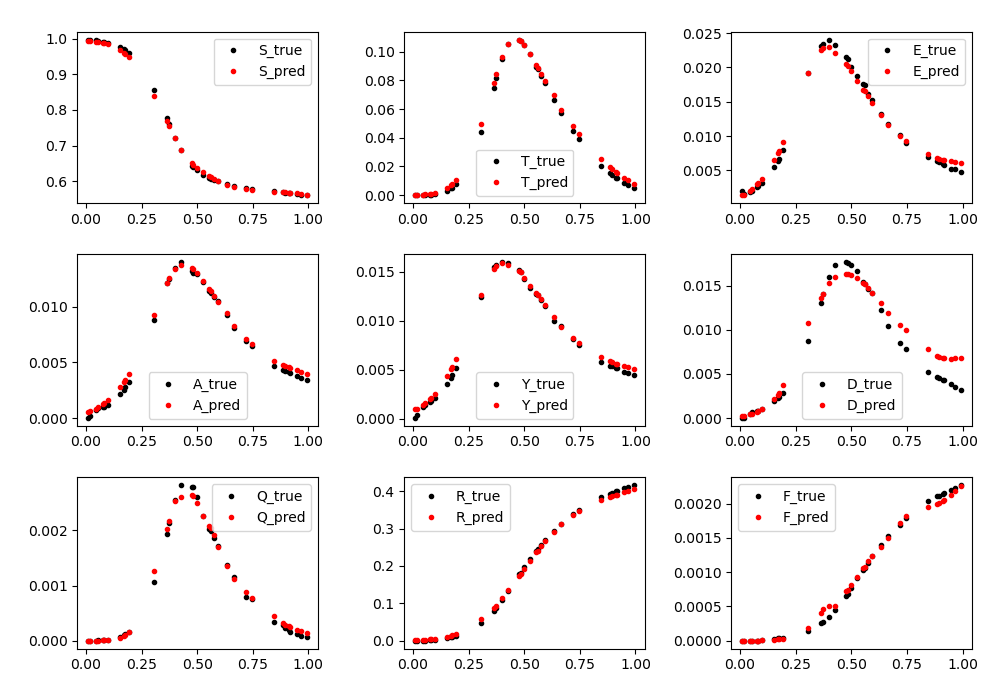 1.0
0.9
0.8
0.7
0.6
0.00 0.25 0.50 0.75 1.00
S_true
S_pred
0.10
0.08
0.06
0.04
0.02
0.00
0.00 0.25 0.50 0.75 1.00
T_true
T_pred
0.025
0.020
0.015
0.010
0.005
0.00 0.25 0.50 0.75 1.00
E_true
E_pred
0.010
0.005
0.000
0.00 0.25 0.50 0.75 1.00
A_true
A_pred
0.015
0.010
0.005
0.000
0.00 0.25 0.50 0.75 1.00
Y_true
Y_pred
0.015
0.010
0.005
0.000
0.00 0.25 0.50 0.75 1.00
D_true
D_pred
0.002
0.001
0.000
0.00 0.25 0.50 0.75 1.00
Q_true
Q_pred
0.4
0.3
0.2
0.1
0.0
0.00 0.25 0.50 0.75 1.00
R_true
R_pred
0.0020
0.0015
0.0010
0.0005
0.0000
0.00 0.25 0.50 0.75 1.00
F_true
F_pred